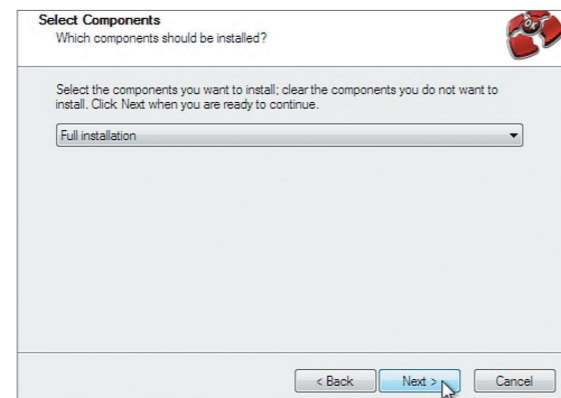 Select Components
Which components should be installed?
OK
Select the components you want to install; clear the components you do not want to
install. Click Next when you are ready to continue.
Full installation
< Back
Next >
Cancel